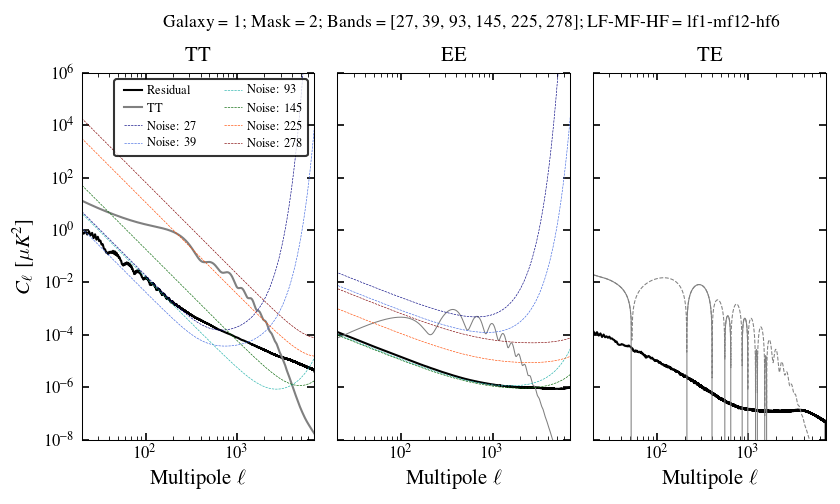 Galaxy = 1; Mask = 2; Bands = [27, 39, 93, 145, 225, 278]; LF-MF-HF = lf1-mf12-hf6
TT EE TE
Residual
TT
Noise: 27
Noise: 39
Noise: 93
Noise: 145
Noise: 225
Noise: 278
C_ℓ [μK^2]
10^6
10^4
10^2
10^0
10^−2
10^−4
10^−6
10^−8
10^2 10^3 10^2 10^3 10^2 10^3
Multipole ℓ Multipole ℓ Multipole ℓ